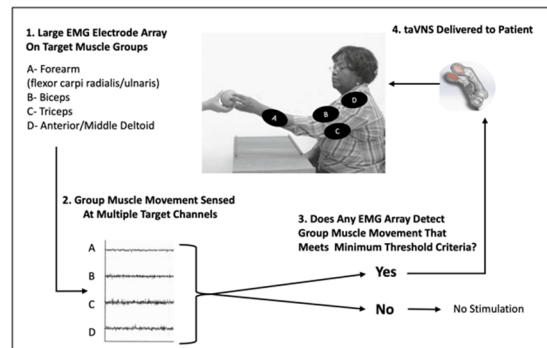 1. Large EMG Electrode Array
On Target Muscle Groups
A- Forearm
(flexor carpi radialis/ulnaris)
B- Biceps
C- Triceps
D- Anterior/Middle Deltoid
A
B
C
D
4. taVNS Delivered to Patient
2. Group Muscle Movement Sensed
At Multiple Target Channels
A
B
C
D
3. Does Any EMG Array Detect
Group Muscle Movement That
Meets Minimum Threshold Criteria?
Yes
No
No Stimulation